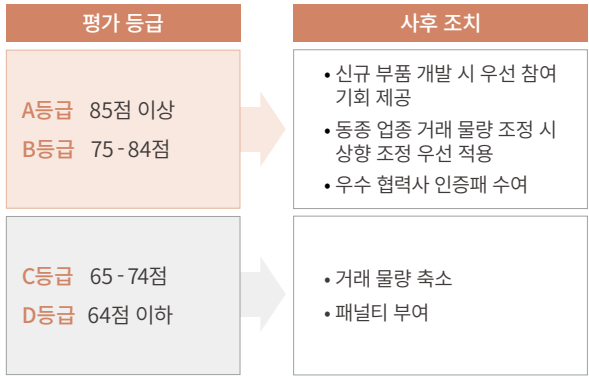 평가 등급
사후 조치
A등급 85점 이상
B등급 75 - 84점
• 신규 부품 개발 시 우선 참여
기회 제공
• 동종 업종 거래 물량 조정 시
상향 조정 우선 적용
• 우수 협력사 인증패 수여
C등급 65 - 74점
D등급 64점 이하
• 거래 물량 축소
• 패널티 부여